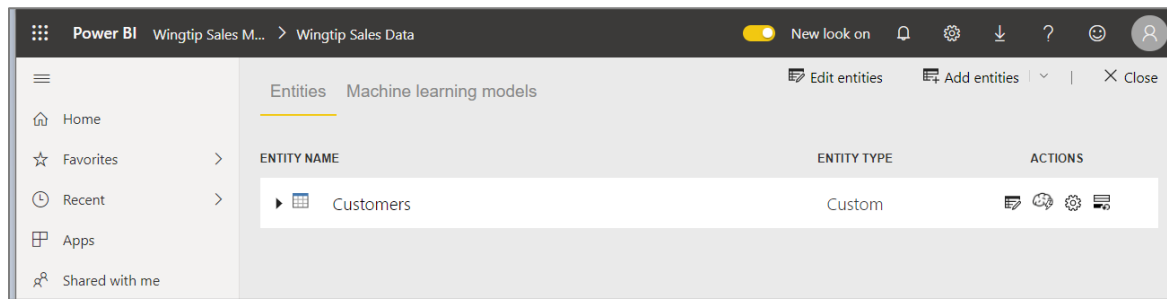 Power BI Wingtip Sales M... > Wingtip Sales Data New look on
Edit entities Add entities | Close
Entities Machine learning models
Home
Favorites
Recent
Apps
Shared with me
ENTITY NAME ENTITY TYPE ACTIONS
Customers Custom